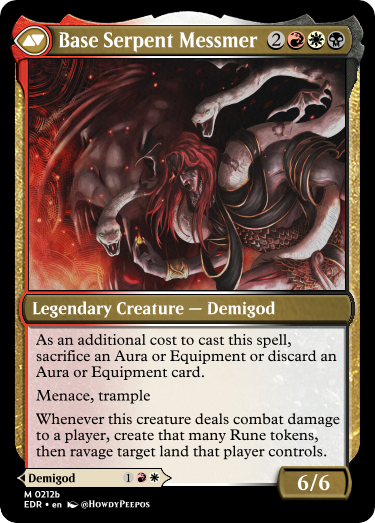 Base Serpent Messmer 2
Legendary Creature — Demigod
As an additional cost to cast this spell,
sacrifice an Aura or Equipment or discard an
Aura or Equipment card.
Menace, trample
Whenever this creature deals combat damage
to a player, create that many Rune tokens,
then ravage target land that player controls.
Demigod 1
6/6
M 0212b
EDR • en @HowdyPeepos